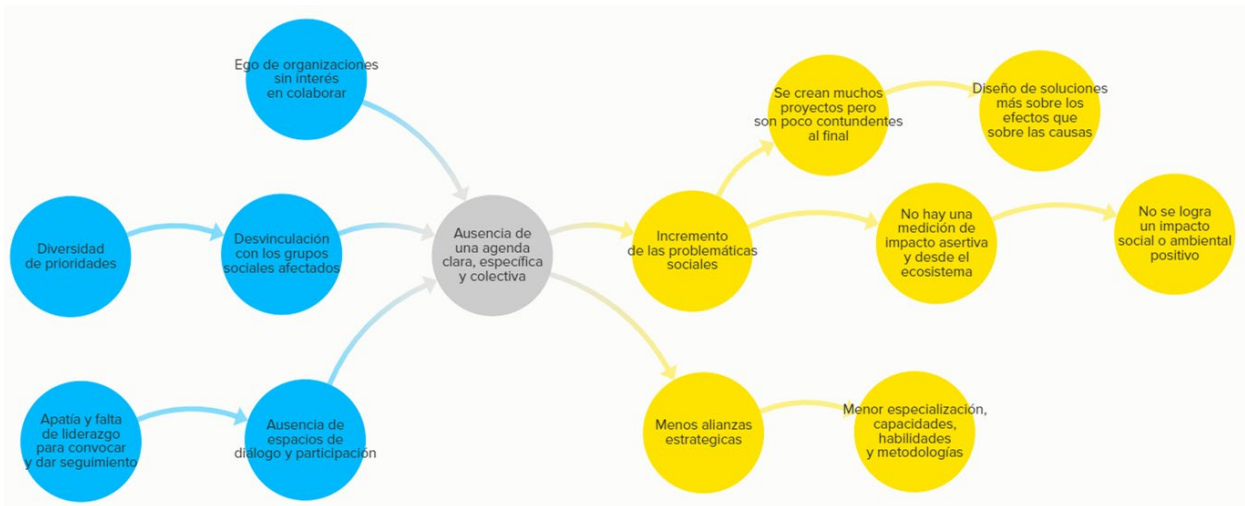 Ego de organizaciones
sin interés
en colaborar
Diversidad
de prioridades
Desvinculación
con los grupos
sociales afectados
Apatía y falta
de liderazgo
para convocar
y dar seguimiento
Ausencia de
espacios de
diálogo y participación
Ausencia de
una agenda
clara, específica
y colectiva
Incremento
de las problemáticas
sociales
Se crean muchos
proyectos pero
son poco contundentes
al final
Diseño de soluciones
más sobre los
efectos que
sobre las causas
No hay una
medición de
impacto asertiva
y desde el
ecosistema
No se logra
un impacto
social o ambiental
positivo
Menos alianzas
estrategicas
Menor especialización,
capacidades,
habilidades
y metodologías